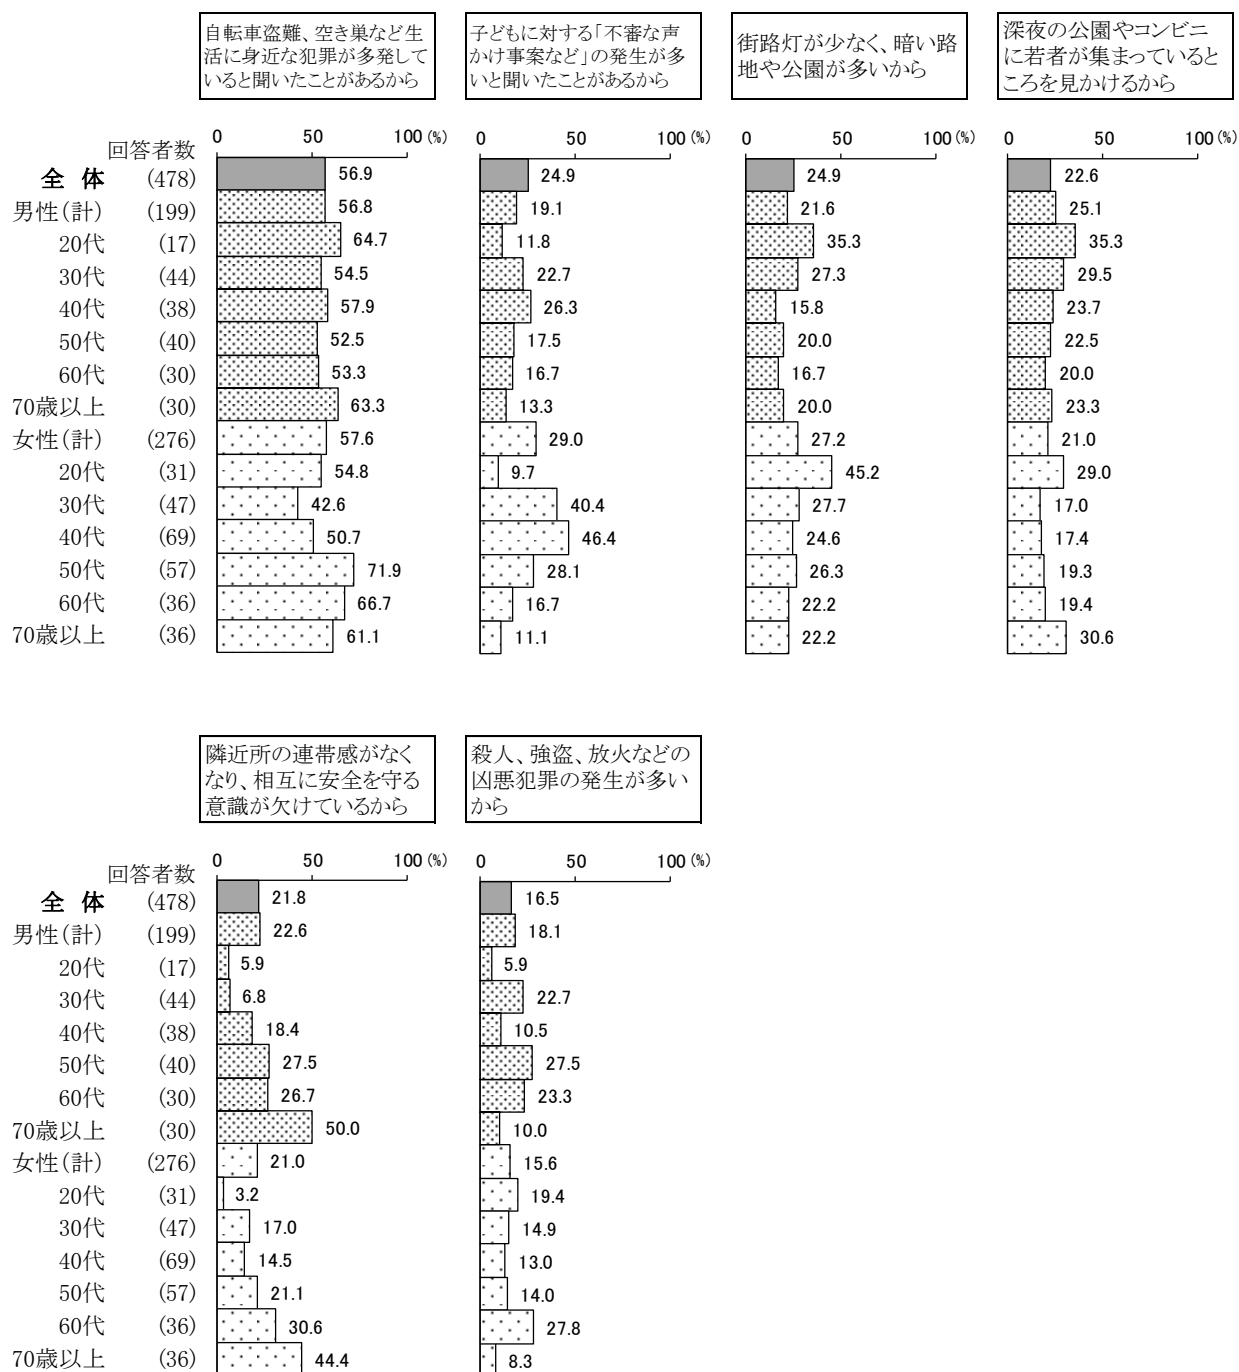 自転車盗難、空き巣など生
活に身近な犯罪が多発して
いると聞いたことがあるから
子どもに対する「不審な声
かけ事案など」の発生が多
いと聞いたことがあるから
街路灯が少なく、暗い路
地や公園が多いから
深夜の公園やコンビニ
に若者が集まっていると
ころを見かけるから
0 50 100(%) 0 50 100(%) 0 50 100(%) 0 50 100(%)
回答者数
全 体 (478) 56.9 24.9 24.9 22.6
男性(計) (199) 56.8 19.1 21.6 25.1
20代 (17) 64.7 11.8 35.3 35.3
30代 (44) 54.5 22.7 27.3 29.5
40代 (38) 57.9 26.3 15.8 23.7
50代 (40) 52.5 17.5 20.0 22.5
60代 (30) 53.3 16.7 16.7 20.0
70歳以上 (30) 63.3 13.3 20.0 23.3
女性(計) (276) 57.6 29.0 27.2 21.0
20代 (31) 54.8 9.7 45.2 29.0
30代 (47) 42.6 40.4 27.7 17.0
40代 (69) 50.7 46.4 24.6 17.4
50代 (57) 71.9 28.1 26.3 19.3
60代 (36) 66.7 16.7 22.2 19.4
70歳以上 (36) 61.1 11.1 22.2 30.6
隣近所の連帯感がなく
なり、相互に安全を守る
意識が欠けているから
殺人、強盗、放火などの
凶悪犯罪の発生が多い
から
0 50 100(%) 0 50 100(%)
回答者数
全 体 (478) 21.8 16.5
男性(計) (199) 22.6 18.1
20代 (17) 5.9 5.9
30代 (44) 6.8 22.7
40代 (38) 18.4 10.5
50代 (40) 27.5 27.5
60代 (30) 26.7 23.3
70歳以上 (30) 50.0 10.0
女性(計) (276) 21.0 15.6
20代 (31) 3.2 19.4
30代 (47) 17.0 14.9
40代 (69) 14.5 13.0
50代 (57) 21.1 14.0
60代 (36) 30.6 27.8
70歳以上 (36) 44.4 8.3